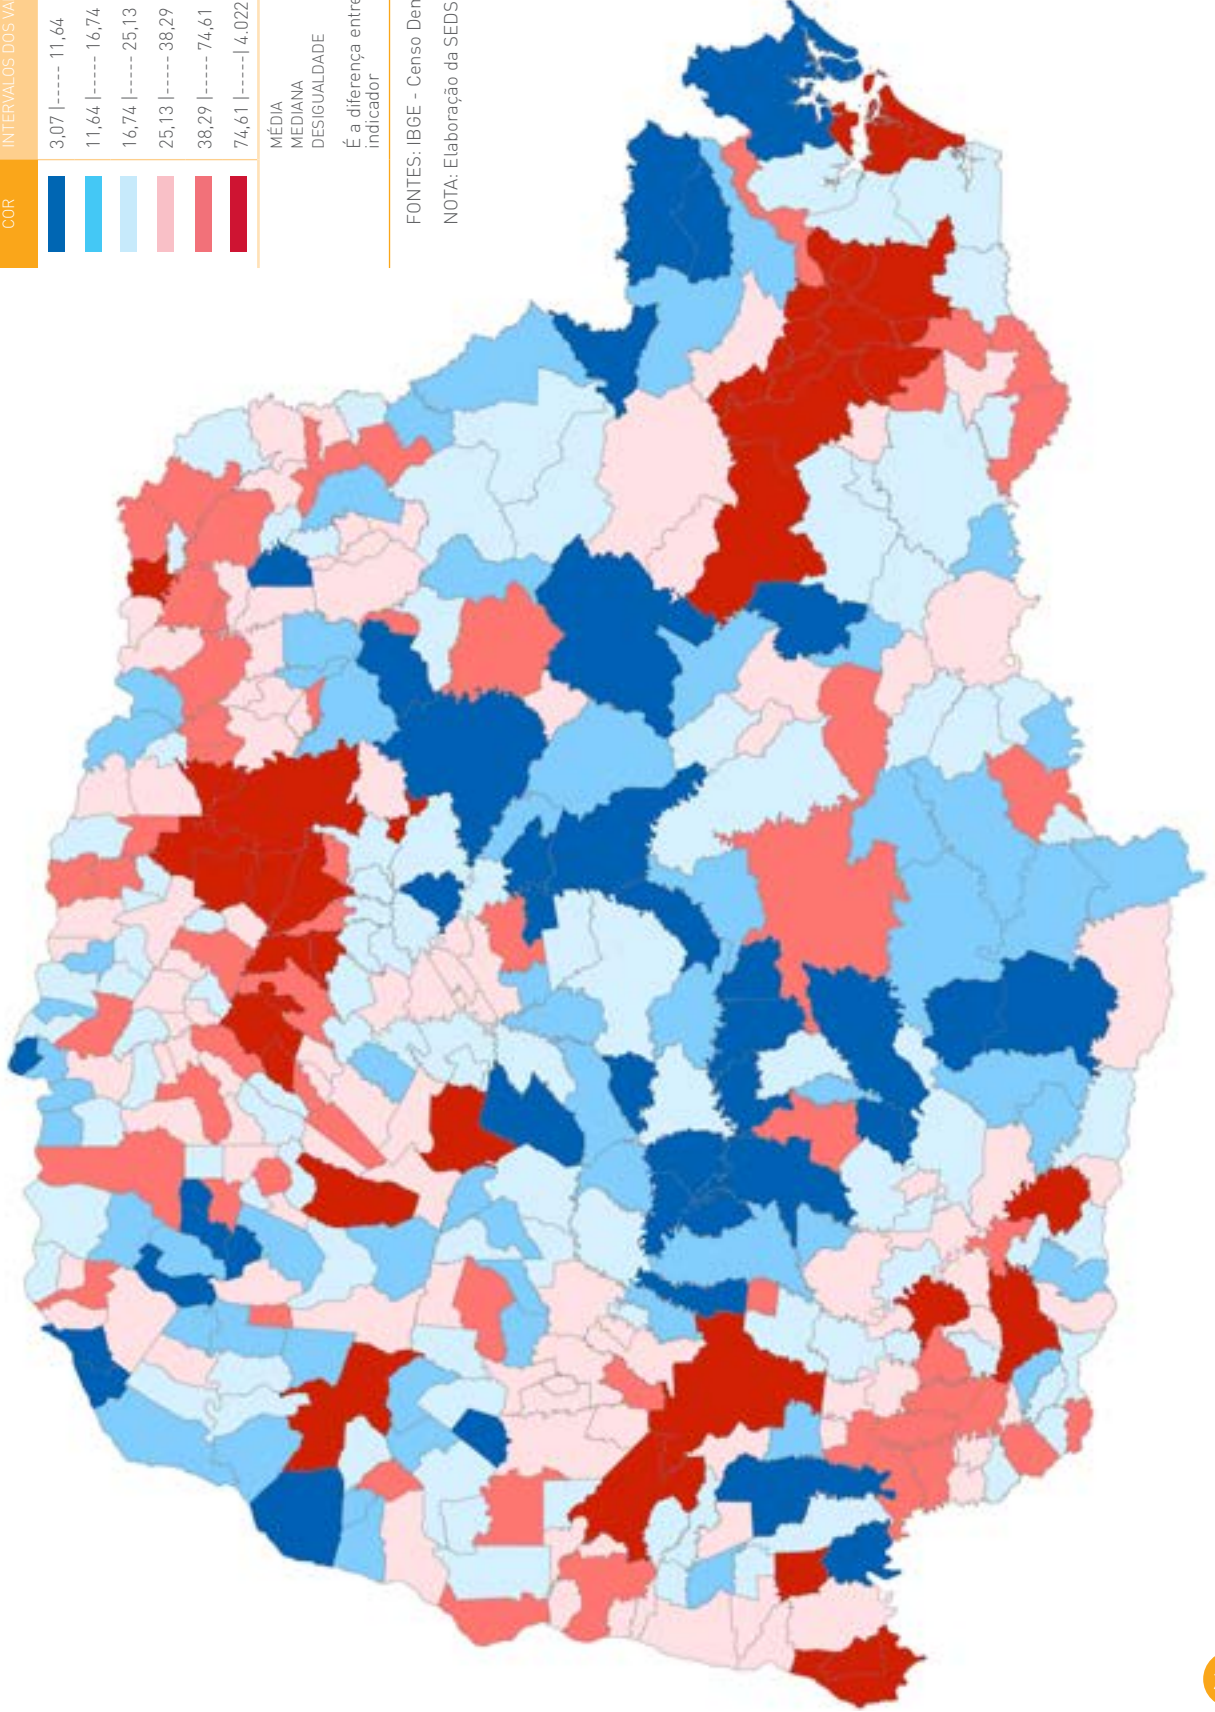 COR
INTERVALOS DOS
3,07 |----- 11,64
11,64 |----- 16,74
16,74 |----- 25,13
25,13 |----- 38,29
38,29 |----- 74,61
74,61 |-----| 4.022
MÉDIA
MEDIANA
DESIGUALDADE
É a diferença entre
indicador
FONTES: IBGE - Censo
NOTA: Elaboração da SEDS